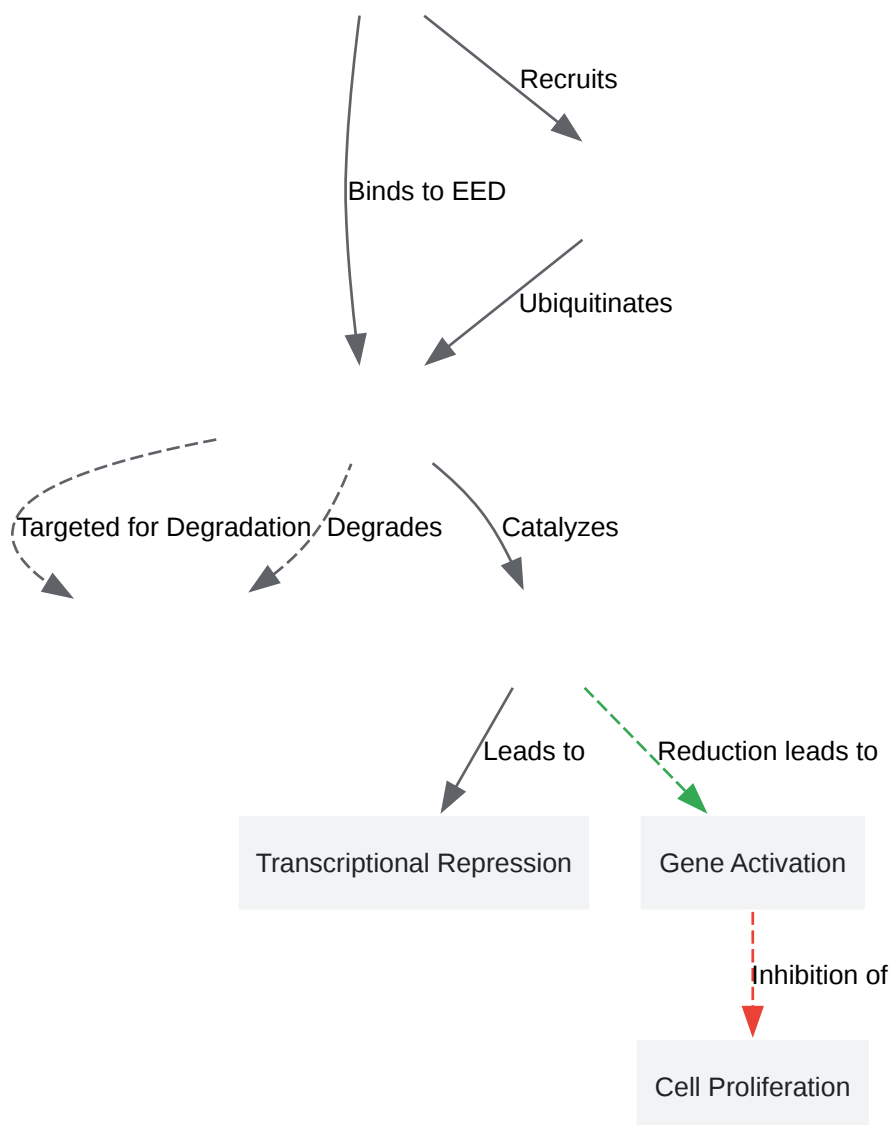 Recruits
Binds to EED
Ubiquitinates
Targeted for Degradation
Degrades
Catalyzes
Leads to
Reduction leads to
Transcriptional Repression
Gene Activation
Inhibition of
Cell Proliferation